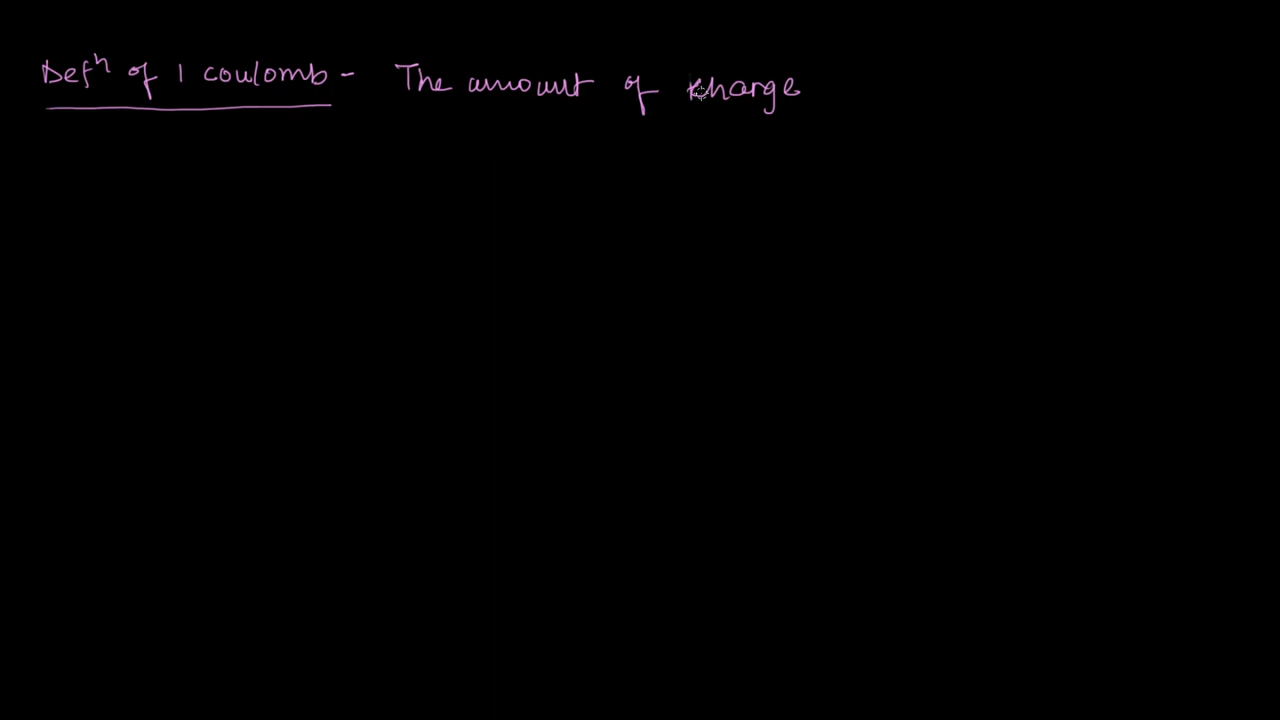 Defⁿ of 1 coulomb - The amount of charge